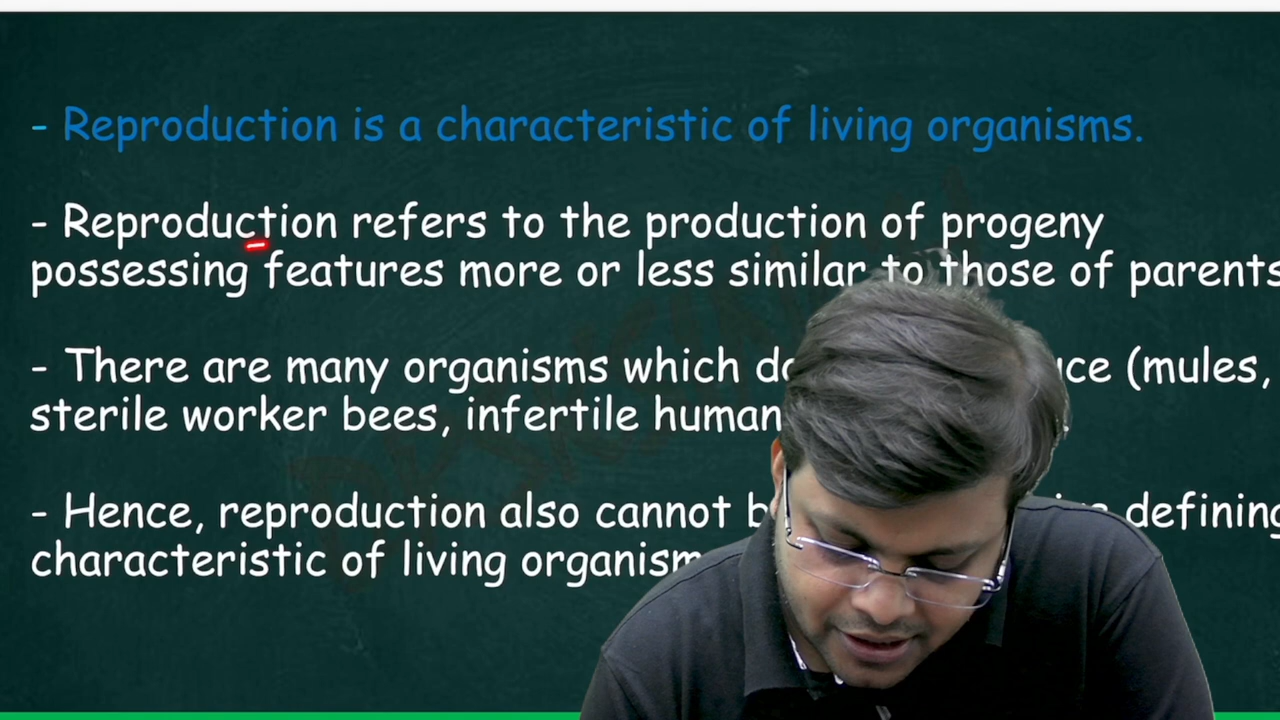 - Reproduction is a characteristic of living organisms.
- Reproduction refers to the production of progeny
possessing features more or less similar to those of parents
- There are many organisms which (mules,
sterile worker bees, infertile human
- Hence, reproduction also cannot defining
characteristic of living organism